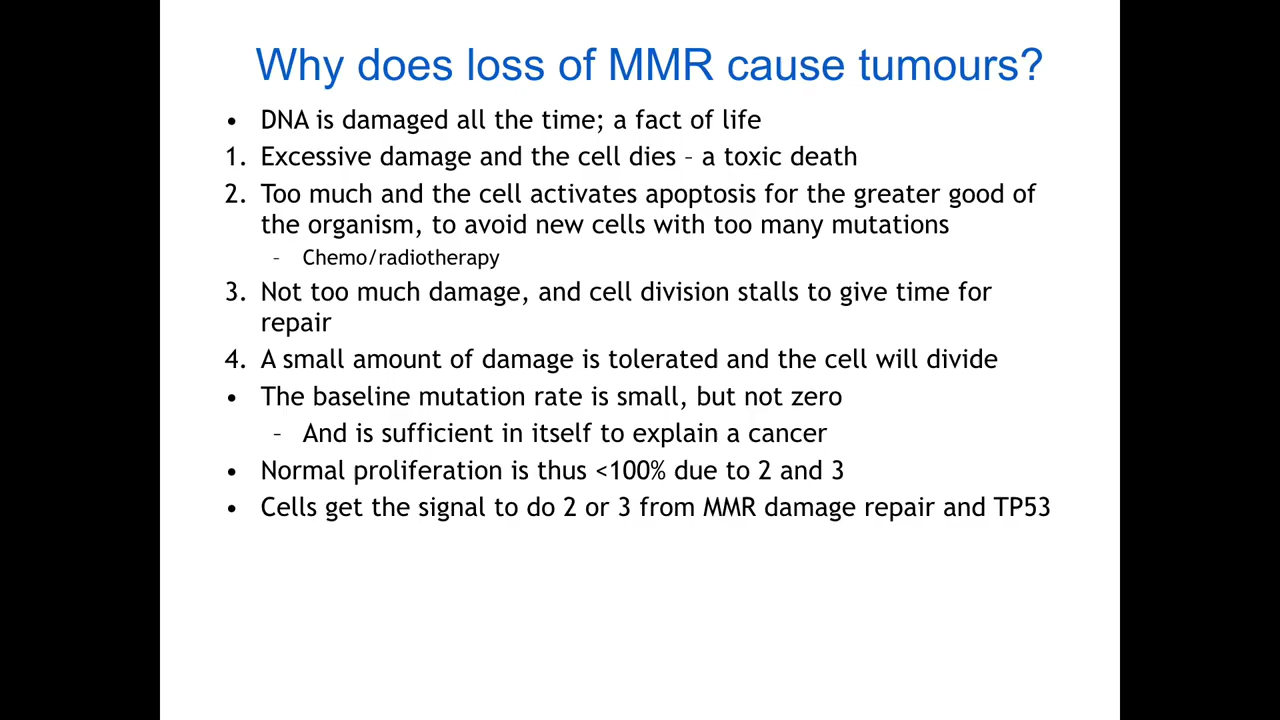 Why does loss of MMR cause tumours?
• DNA is damaged all the time; a fact of life
1. Excessive damage and the cell dies – a toxic death
2. Too much and the cell activates apoptosis for the greater good of
the organism, to avoid new cells with too many mutations
– Chemo/radiotherapy
3. Not too much damage, and cell division stalls to give time for
repair
4. A small amount of damage is tolerated and the cell will divide
• The baseline mutation rate is small, but not zero
– And is sufficient in itself to explain a cancer
• Normal proliferation is thus <100% due to 2 and 3
• Cells get the signal to do 2 or 3 from MMR damage repair and TP53